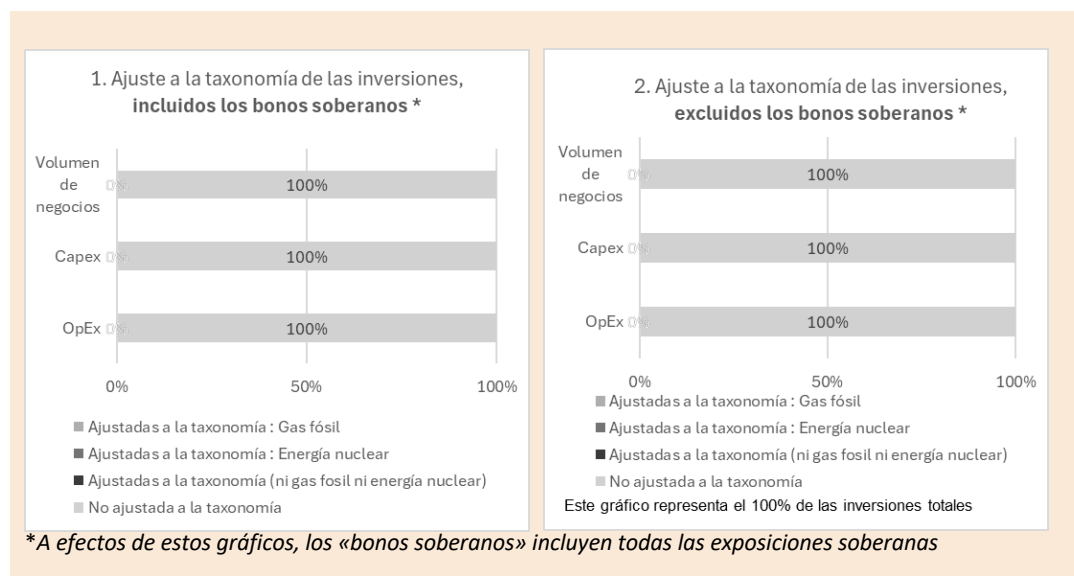 1. Ajuste a la taxonomía de las inversiones,
incluidos los bonos soberanos *
Volumen
de
negocios
0%
100%
Capex
0%
100%
OpEx
0%
100%
0%
50%
100%
Ajustadas a la taxonomía : Gas fósil
Ajustadas a la taxonomía : Energía nuclear
Ajustadas a la taxonomía (ni gas fosil ni energía nuclear)
No ajustada a la taxonomía
2. Ajuste a la taxonomía de las inversiones,
excluidos los bonos soberanos *
Volumen
de
negocios
0%
100%
Capex
0%
100%
OpEx
0%
100%
0%
50%
100%
Ajustadas a la taxonomía : Gas fósil
Ajustadas a la taxonomía : Energía nuclear
Ajustadas a la taxonomía (ni gas fosil ni energía nuclear)
No ajustada a la taxonomía
Este gráfico representa el 100% de las inversiones totales
*A efectos de estos gráficos, los «bonos soberanos» incluyen todas las exposiciones soberanas